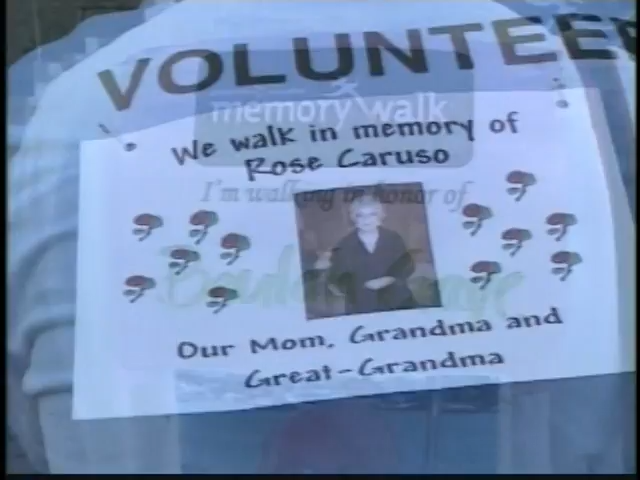 VOLUNTEE
memory walk
We walk in memory of
Rose Caruso
I'm walking in honor of
Our Mom, Grandma and
Great-Grandma